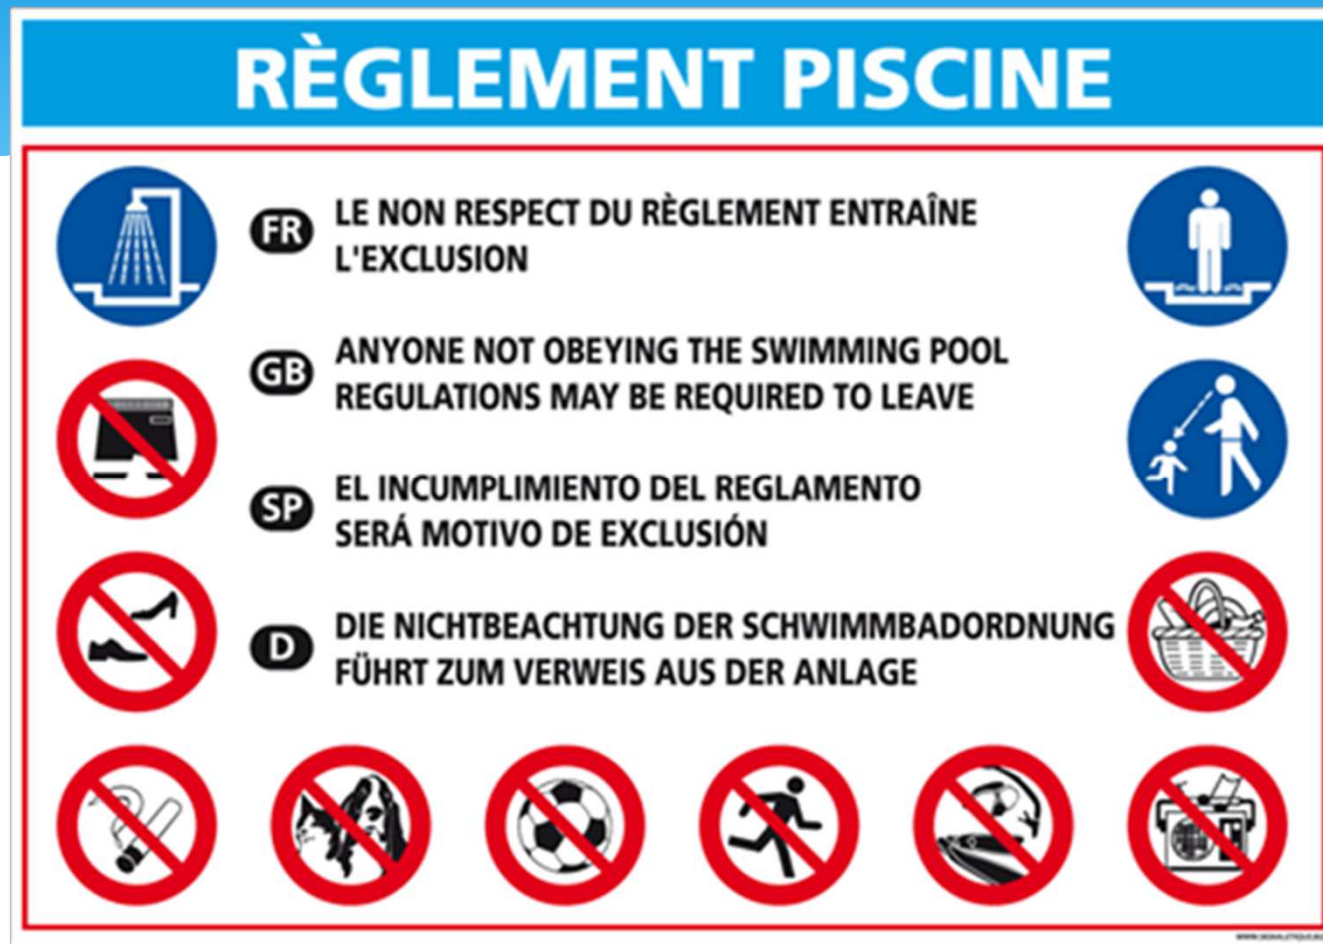 RÈGLEMENT PISCINE
FR
LE NON RESPECT DU RÈGLEMENT ENTRAÎNE
L'EXCLUSION
GB
ANYONE NOT OBEYING THE SWIMMING POOL
REGULATIONS MAY BE REQUIRED TO LEAVE
SP
EL INCUMPLIMIENTO DEL REGLAMENTO
SERÁ MOTIVO DE EXCLUSIÓN
D
DIE NICHTBEACHTUNG DER SCHWIMMBADORDNUNG
FÜHRT ZUM VERWEIS AUS DER ANLAGE